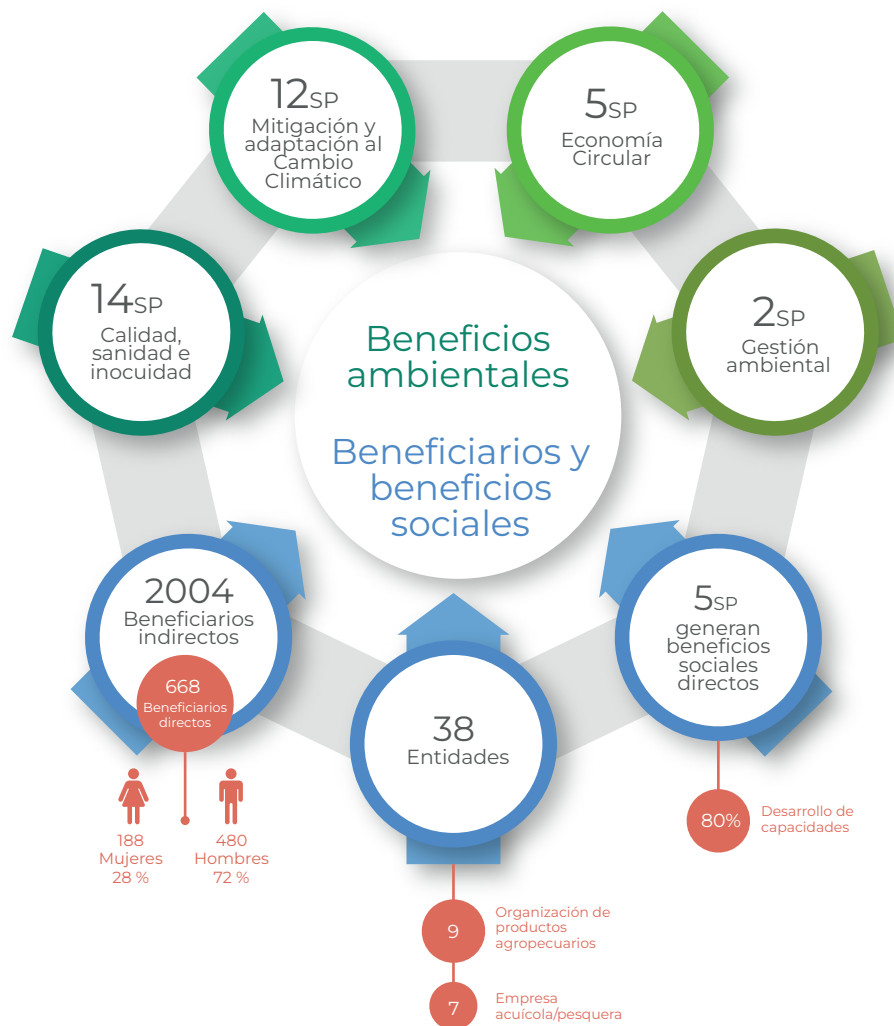 12SP
Mitigación y
adaptación al
Cambio
Climático
5SP
Economía
Circular
14SP
Calidad,
sanidad e
inocuidad
2SP
Gestión
ambiental
Beneficios
ambientales
Beneficiarios y
beneficios
sociales
2004
Beneficiarios
indirectos
668
Beneficiarios
directos
188
Mujeres
28 %
480
Hombres
72 %
38
Entidades
9
Organización de
productos
agropecuarios
7
Empresa
acuícola/pesquera
5SP
generan
beneficios
sociales
directos
80%
Desarrollo de
capacidades